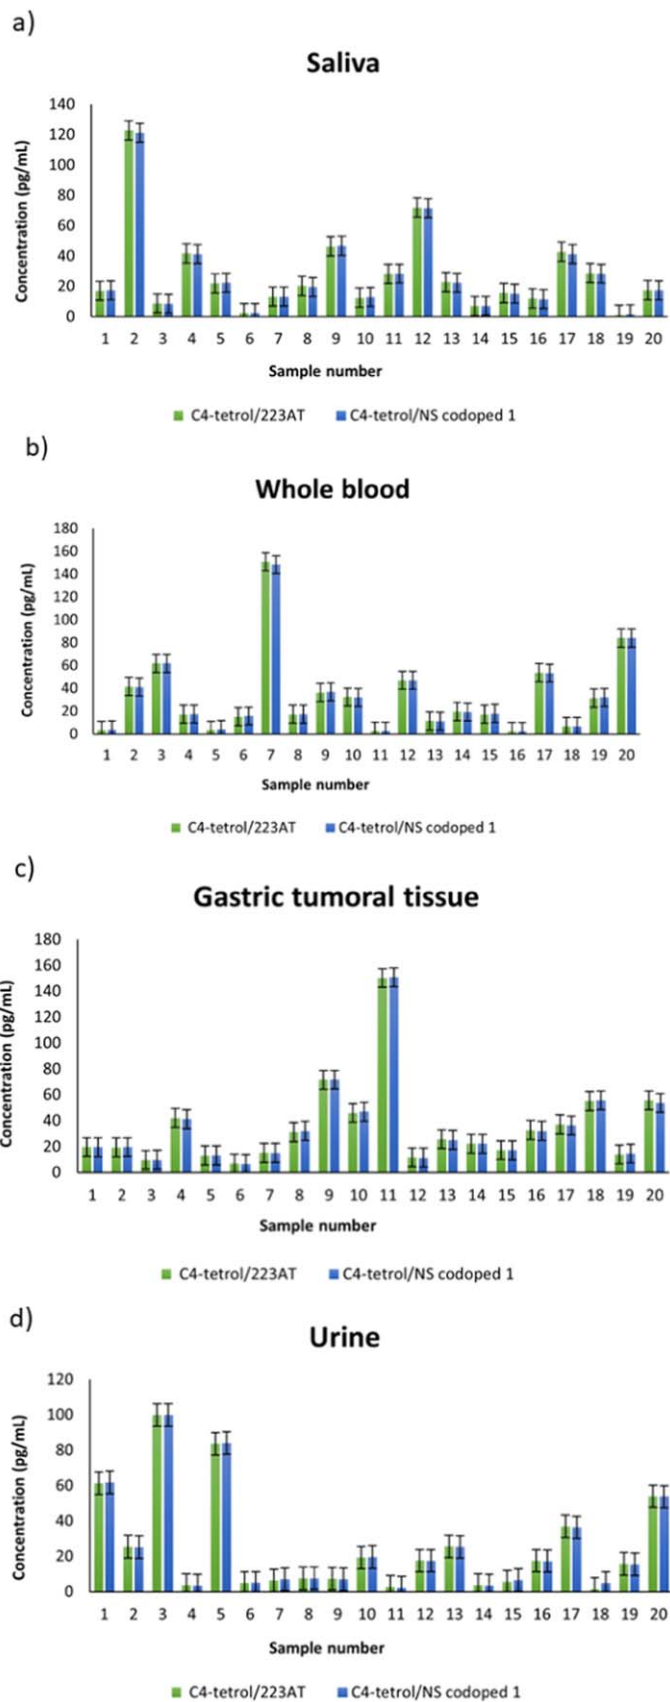 a)
Saliva
Concentration (pg/mL)
140
120
100
80
60
40
20
0
1 2 3 4 5 6 7 8 9 10 11 12 13 14 15 16 17 18 19 20
Sample number
C4-tetrol/223AT C4-tetrol/NS codoped 1
b)
Whole blood
Concentration (pg/mL)
180
160
140
120
100
80
60
40
20
0
1 2 3 4 5 6 7 8 9 10 11 12 13 14 15 16 17 18 19 20
Sample number
C4-tetrol/223AT C4-tetrol/NS codoped 1
c)
Gastric tumoral tissue
Concentration (pg/mL)
180
160
140
120
100
80
60
40
20
0
1 2 3 4 5 6 7 8 9 10 11 12 13 14 15 16 17 18 19 20
Sample number
C4-tetrol/223AT C4-tetrol/NS codoped 1
d)
Urine
Concentration (pg/mL)
120
100
80
60
40
20
0
1 2 3 4 5 6 7 8 9 10 11 12 13 14 15 16 17 18 19 20
Sample number
C4-tetrol/223AT C4-tetrol/NS codoped 1